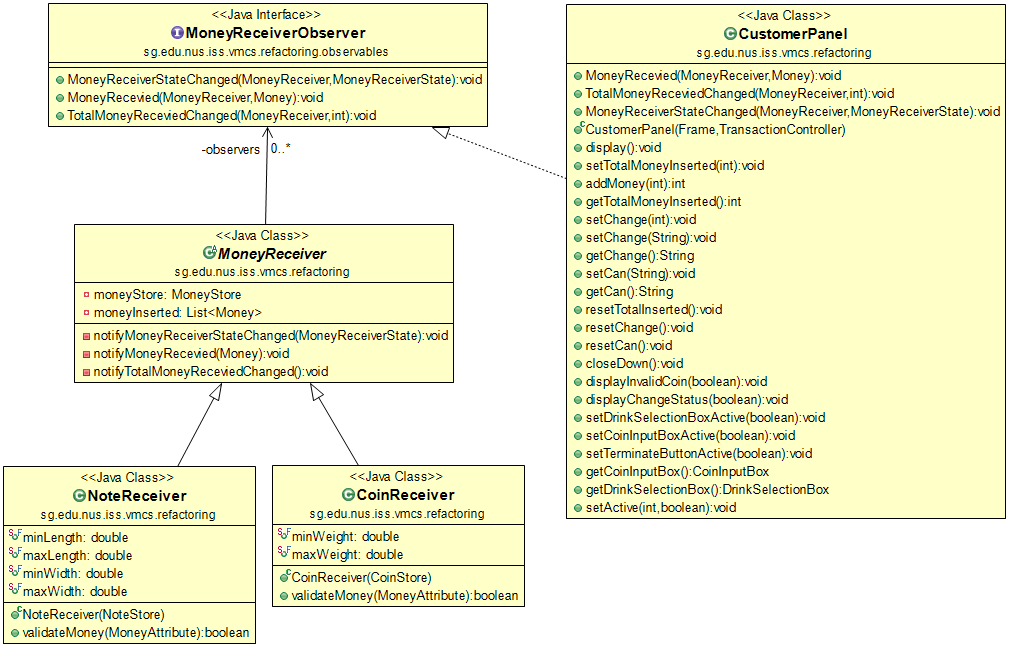 <<Java Interface>>
MoneyReceiverObserver
sg.edu.nus.iss.vmcs.refactoring.observables
MoneyReceiverStateChanged(MoneyReceiver,MoneyReceiverState):void
MoneyRecevied(MoneyReceiver,Money):void
TotalMoneyReceviedChanged(MoneyReceiver,int):void
-observers 0..*
<<Java Class>>
MoneyReceiver
sg.edu.nus.iss.vmcs.refactoring
moneyStore: MoneyStore
moneyInserted: List<Money>
notifyMoneyReceiverStateChanged(MoneyReceiverState):void
notifyMoneyRecevied(Money):void
notifyTotalMoneyReceviedChanged():void
<<Java Class>>
NoteReceiver
sg.edu.nus.iss.vmcs.refactoring
minLength: double
maxLength: double
minWidth: double
maxWidth: double
NoteReceiver(NoteStore)
validateMoney(MoneyAttribute):boolean
<<Java Class>>
CoinReceiver
sg.edu.nus.iss.vmcs.refactoring
minWeight: double
maxWeight: double
CoinReceiver(CoinStore)
validateMoney(MoneyAttribute):boolean
<<Java Class>>
CustomerPanel
sg.edu.nus.iss.vmcs.refactoring
MoneyRecevied(MoneyReceiver,Money):void
TotalMoneyReceviedChanged(MoneyReceiver,int):void
MoneyReceiverStateChanged(MoneyReceiver,MoneyReceiverState):void
CustomerPanel(Frame,TransactionController)
display():void
setTotalMoneyInserted(int):void
addMoney(int):int
getTotalMoneyInserted():int
setChange(int):void
setChange(String):void
getChange():String
setCan(String):void
getCan():String
resetTotalInserted():void
resetChange():void
resetCan():void
closeDown():void
displayInvalidCoin(boolean):void
displayChangeStatus(boolean):void
setDrinkSelectionBoxActive(boolean):void
setCoinInputBoxActive(boolean):void
setTerminateButtonActive(boolean):void
getCoinInputBox():CoinInputBox
getDrinkSelectionBox():DrinkSelectionBox
setActive(int,boolean):void